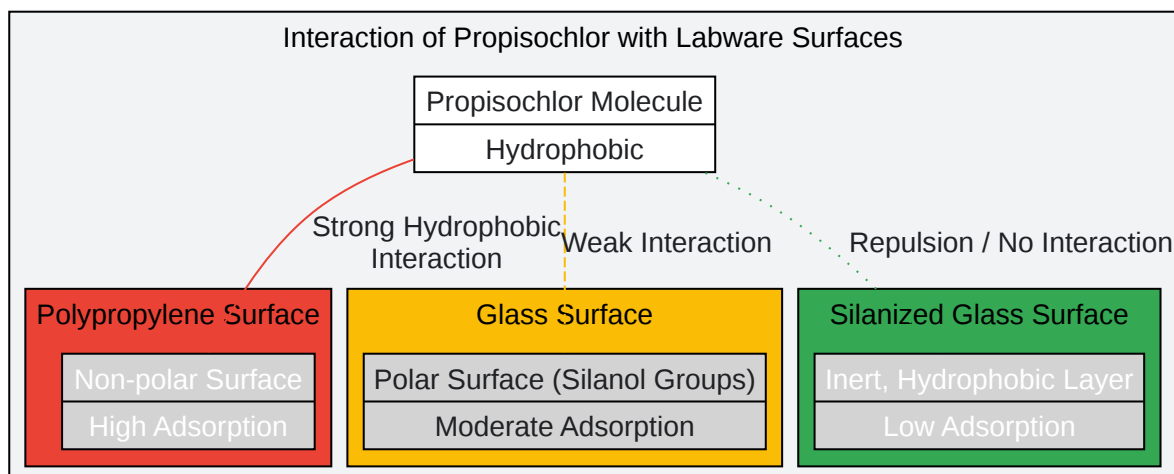 Interaction of Propisochlor with Labware Surfaces
Propisochlor Molecule
Hydrophobic
Strong Hydrophobic
Interaction
Weak Interaction
Repulsion / No Interaction
Polypropylene Surface
Non-polar Surface
High Adsorption
Glass Surface
Polar Surface (Silanol Groups)
Moderate Adsorption
Silanized Glass Surface
Inert, Hydrophobic Layer
Low Adsorption